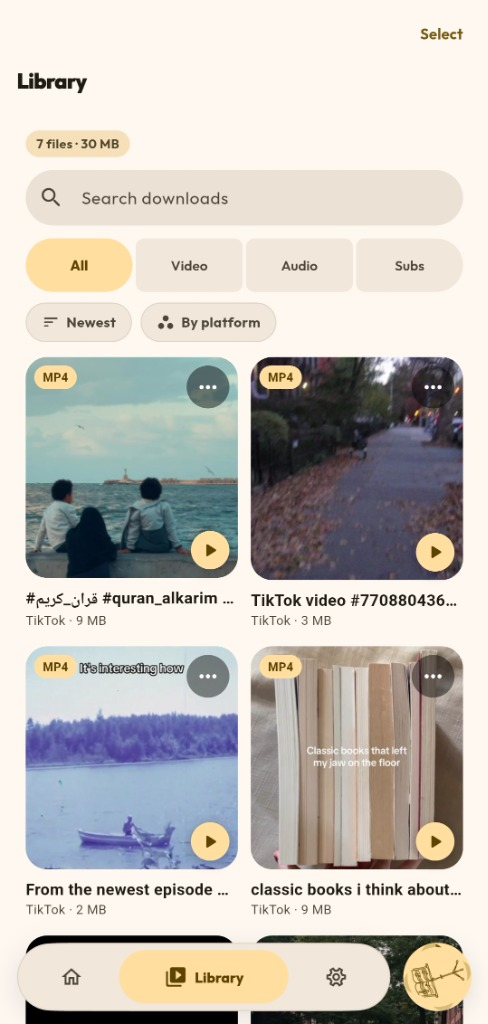 Select
Library
7 files · 30 MB
Search downloads
All
Video
Audio
Subs
Newest
By platform
MP4
MP4
#قران_كريم #quran_alkarim ...
TikTok · 9 MB
TikTok video #770880436...
TikTok · 3 MB
MP4
It's interesting how
MP4
Classic books that left
my jaw on the floor
From the newest episode ...
TikTok · 2 MB
classic books i think about...
TikTok · 9 MB
Library